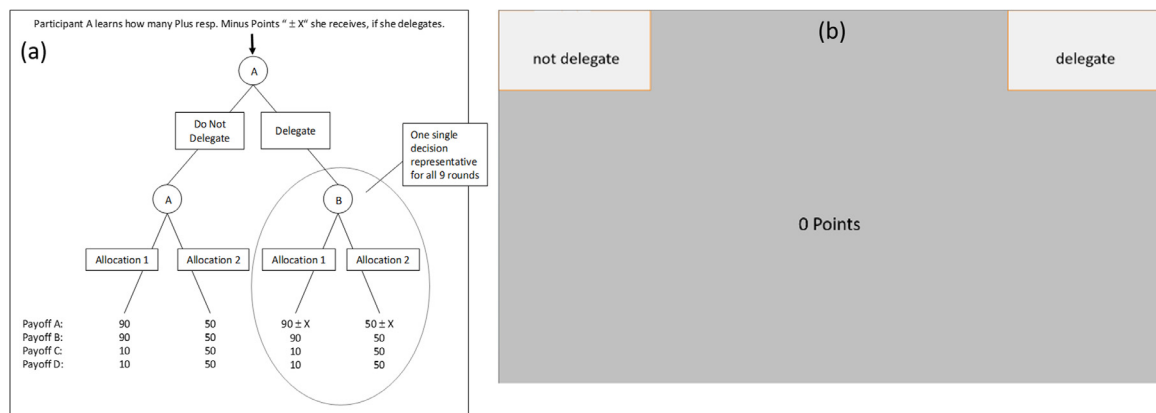 Participant A learns how many Plus resp. Minus Points “ ± X“ she receives, if she delegates.
(a)
A
Do Not
Delegate
Delegate
One single
decision
representative
for all 9 rounds
A
B
Allocation 1
Allocation 2
Allocation 1
Allocation 2
Payoff A: 90 50 90 ± X 50 ± X
Payoff B: 90 50 90 50
Payoff C: 10 50 10 50
Payoff D: 10 50 10 50
(b)
not delegate
delegate
0 Points